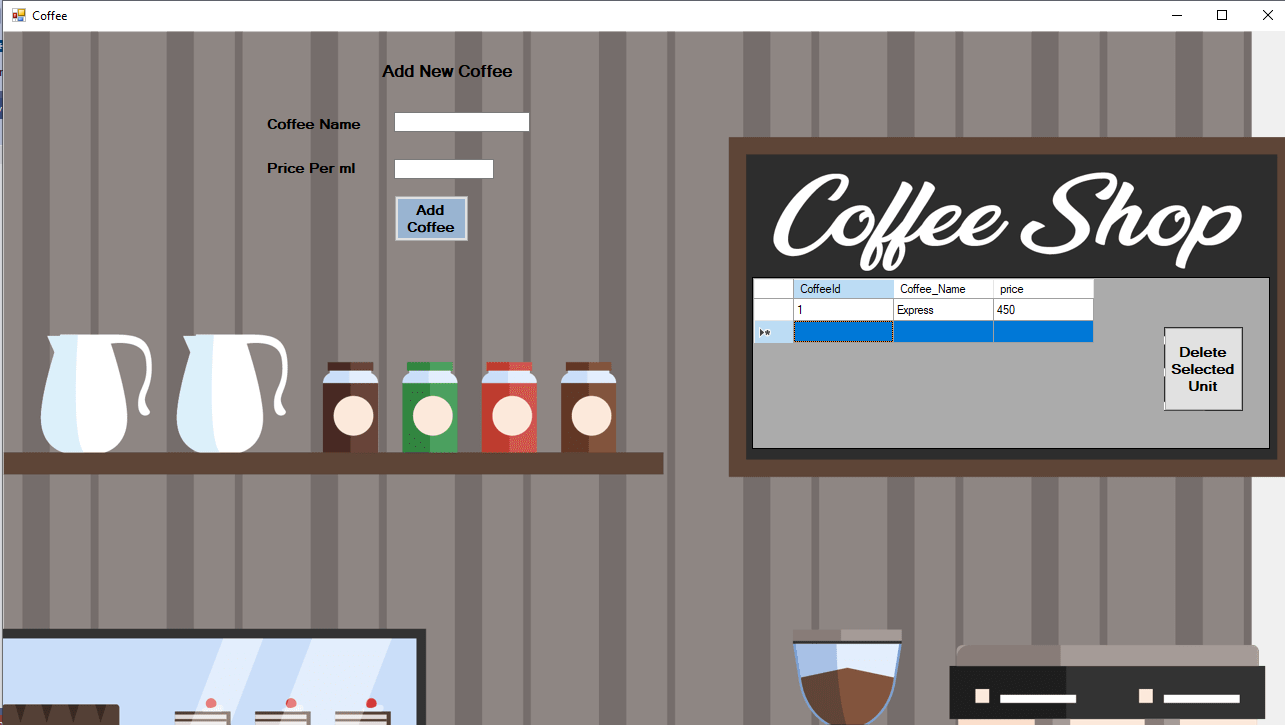 Coffee
Add New Coffee
Coffee Name
Price Per ml
Add
Coffee
Coffee Shop
CoffeeId Coffee_Name price
1 Express 450
Delete
Selected
Unit